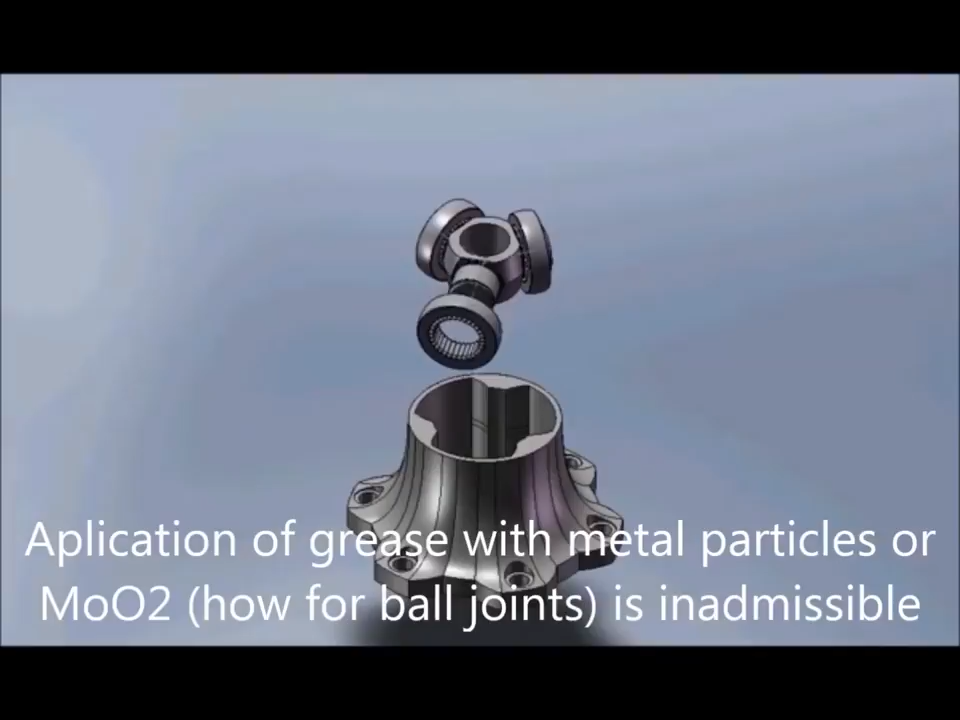 Aplication of grease with metal particles or
MoO2 (how for ball joints) is inadmissible